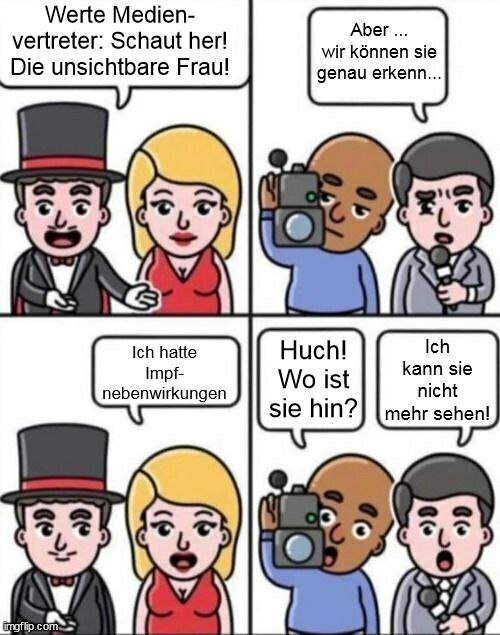 Werte Medien-
vertreter: Schaut her!
Die unsichtbare Frau!
Aber ...
wir können sie
genau erkenn...
Ich hatte
Impf-
nebenwirkungen
Huch!
Wo ist
sie hin?
Ich
kann sie
nicht
mehr sehen!
imgflip.com